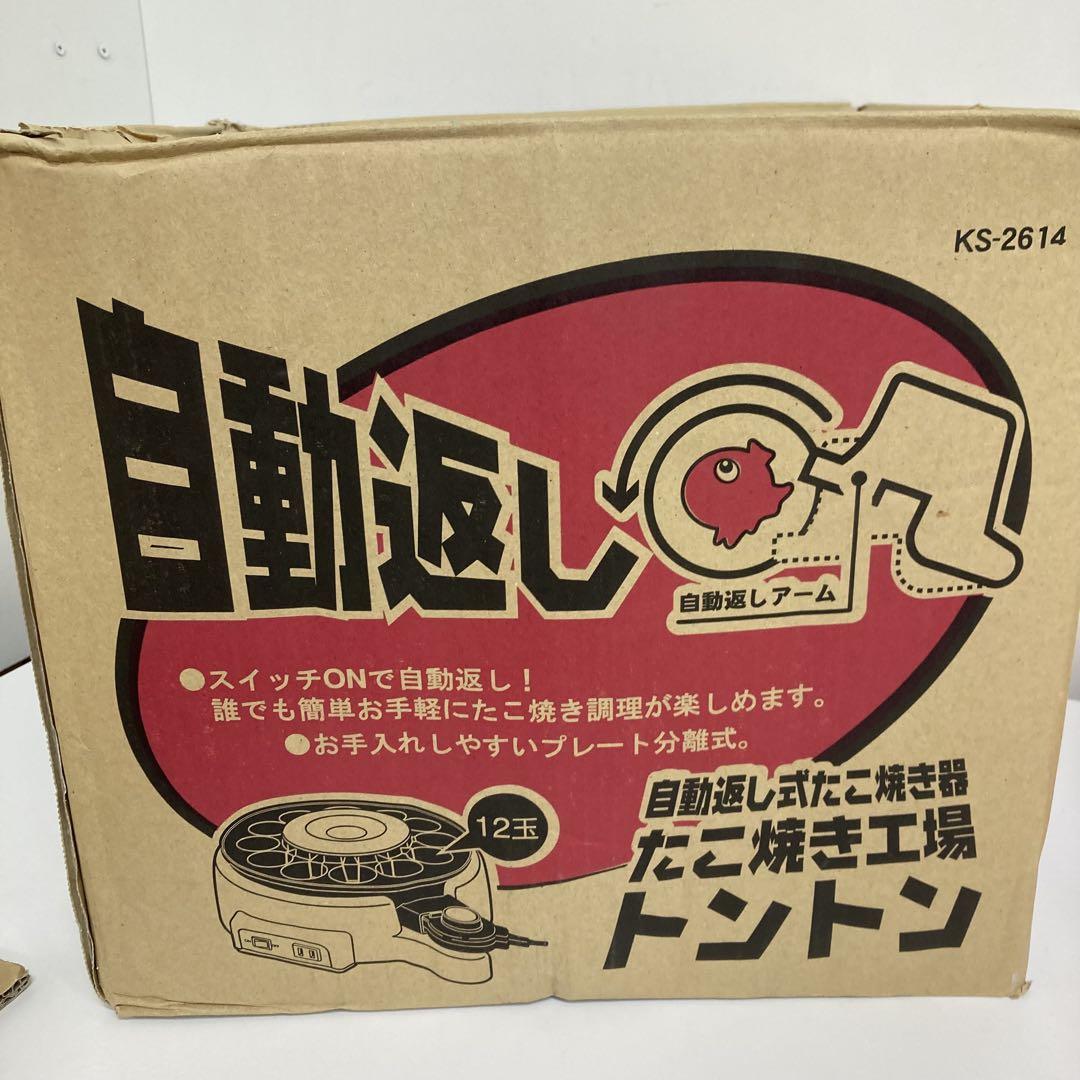 KS-2614
自動返し
自動返しアーム
●スイッチONで自動返し!
誰でも簡単お手軽にたこ焼き調理が楽しめます。
●お手入れしやすいプレート分離式。
12玉
自動返し式たこ焼き器
たこ焼き工場
トントン